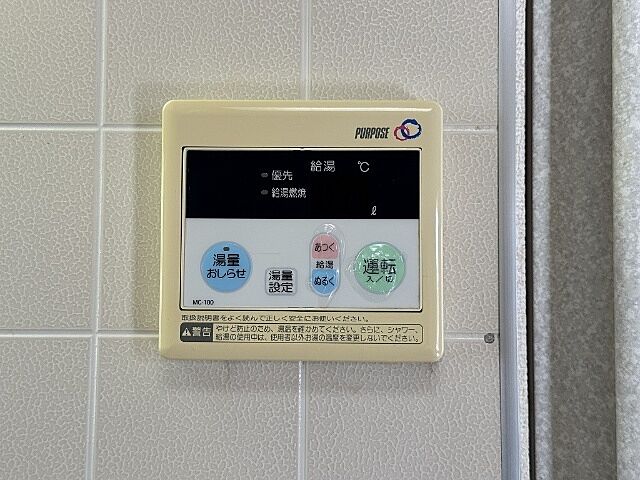 PURPOSE
給湯 ℃
優先
給湯燃焼
ℓ
湯量
おしらせ
湯量
設定
あつく
給湯
ぬるく
運転
入/切
MC-100
取扱説明書をよく読んで正しく安全にお使いください。
警告
やけど防止のため、湯温を確かめてください。さらに、シャワー、
給湯の使用中は、使用者以外お湯の温度を変更しないでください。